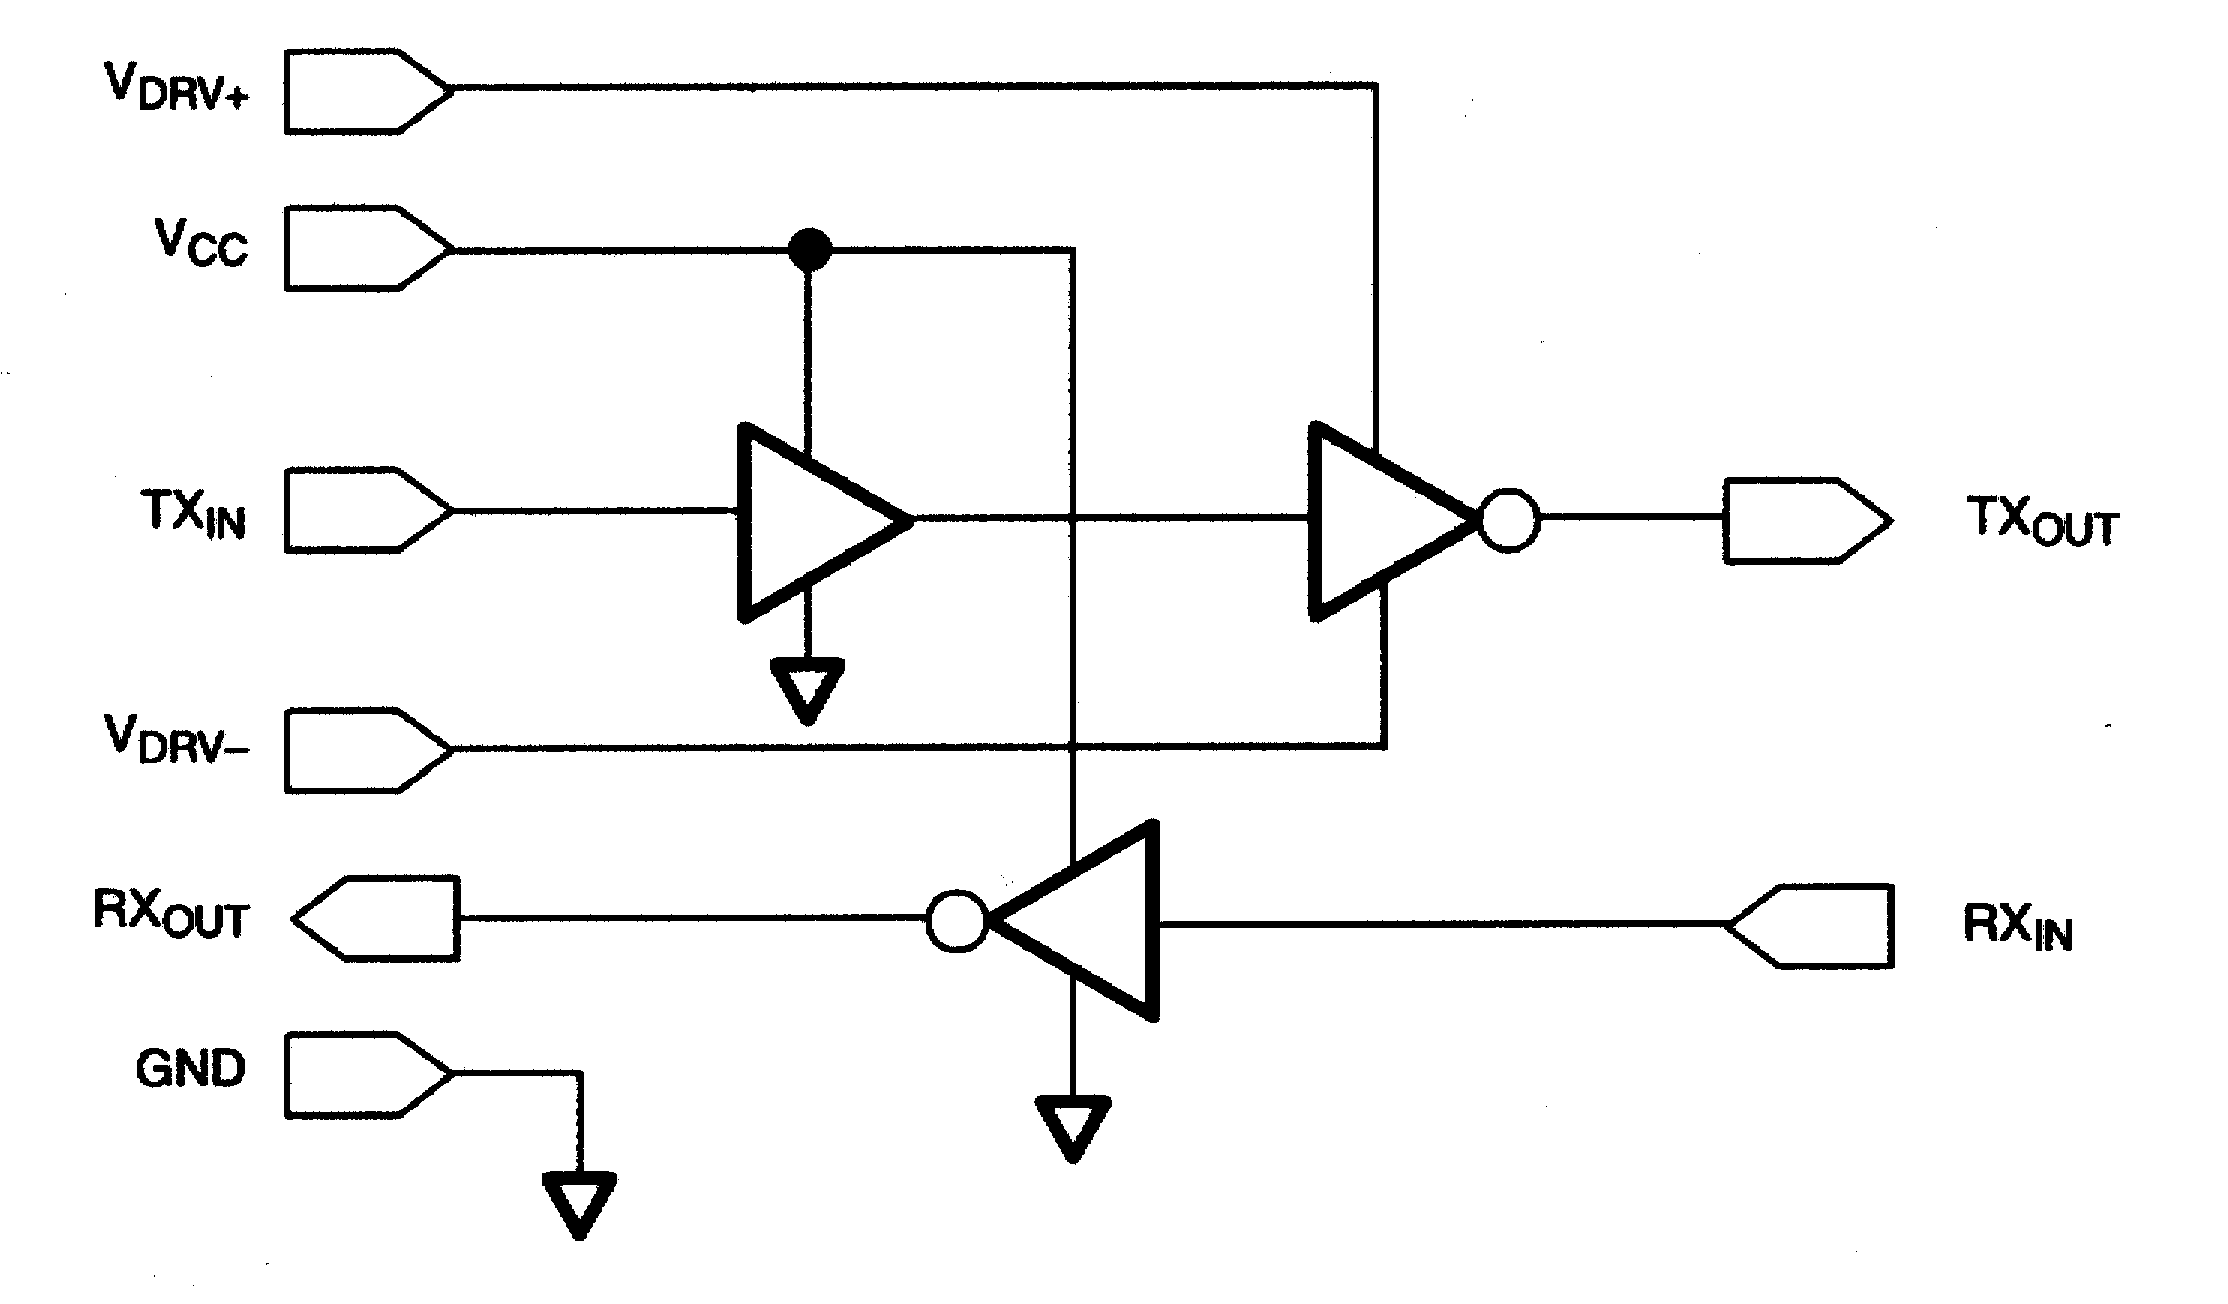 VDRV+
VCC
TXIN
TXOUT
VDRV–
RXOUT
RXIN
GND